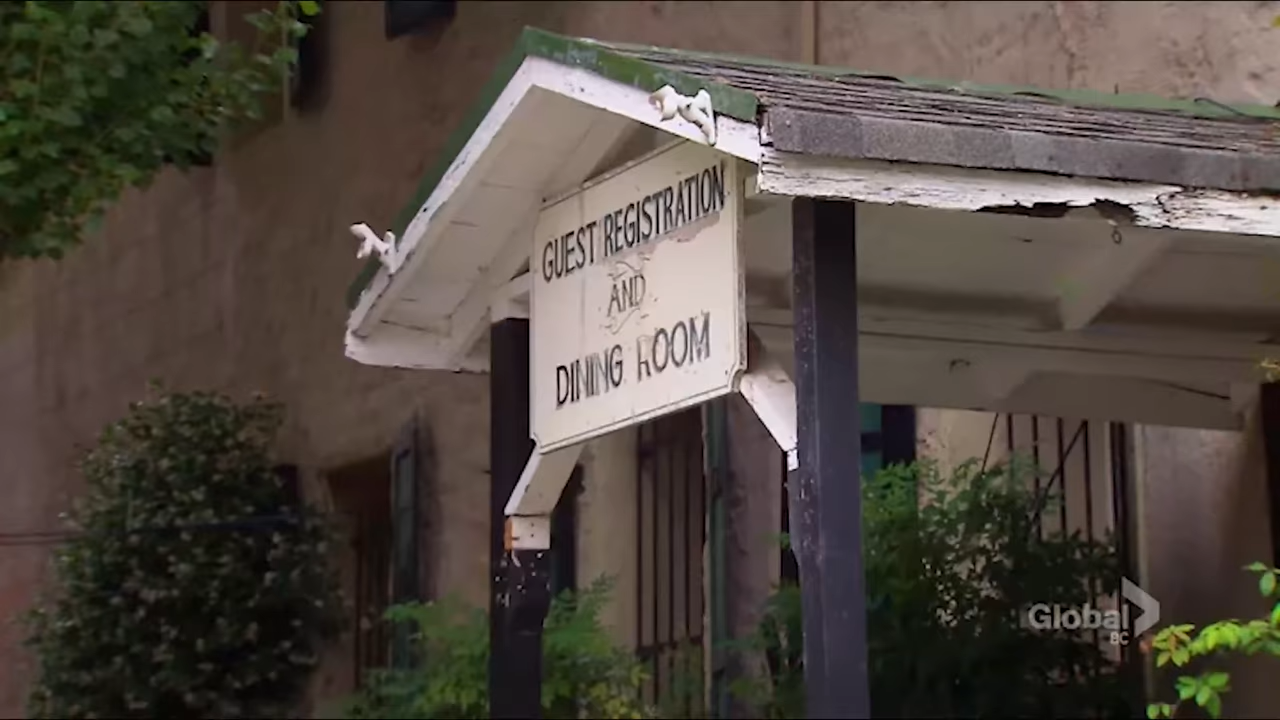 GUEST REGISTRATION
AND
DINING ROOM
Global
BC